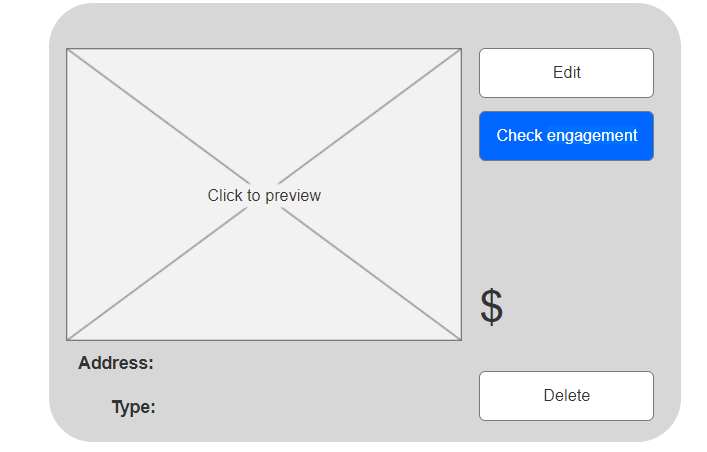 Edit
Check engagement
Click to preview
$
Address:
Type:
Delete